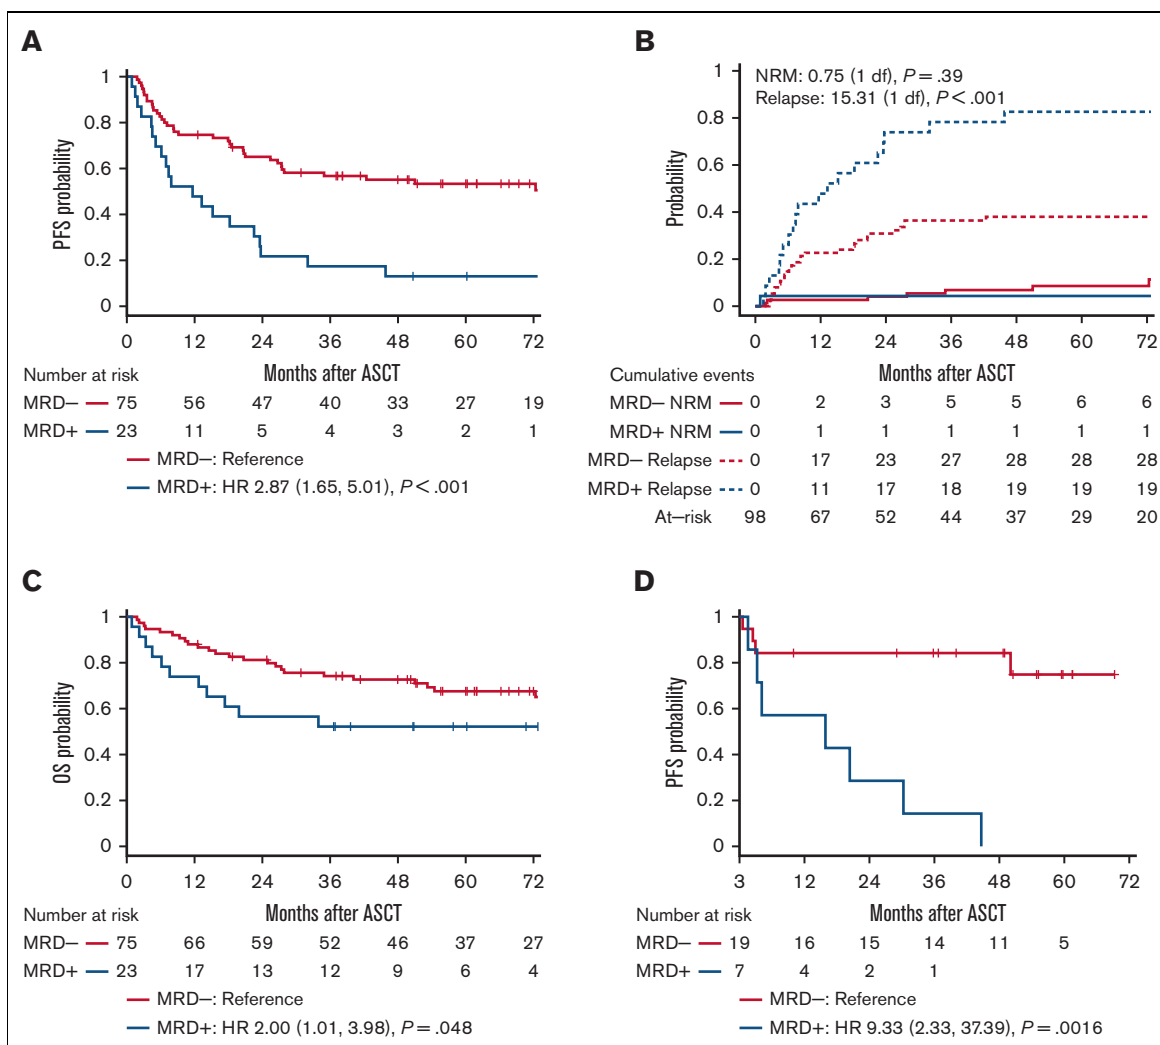 A
1
0.8
0.6
0.4
0.2
0
PFS probability
0 12 24 36 48 60 72
Number at risk Months after ASCT
MRD– 75 56 47 40 33 27 19
MRD+ 23 11 5 4 3 2 1
MRD–: Reference
MRD+: HR 2.87 (1.65, 5.01), P < .001
B
NRM: 0.75 (1 df), P = .39
Relapse: 15.31 (1 df), P < .001
1
0.8
0.6
0.4
0.2
0
Probability
0 12 24 36 48 60 72
Cumulative events Months after ASCT
MRD– NRM 0 2 3 5 5 6 6
MRD+ NRM 0 1 1 1 1 1 1
MRD– Relapse 0 17 23 27 28 28 28
MRD+ Relapse 0 11 17 18 19 19 19
At–risk 98 67 52 44 37 29 20
C
1
0.8
0.6
0.4
0.2
0
OS probability
0 12 24 36 48 60 72
Number at risk Months after ASCT
MRD– 75 66 59 52 46 37 27
MRD+ 23 17 13 12 9 6 4
MRD–: Reference
MRD+: HR 2.00 (1.01, 3.98), P = .048
D
1
0.8
0.6
0.4
0.2
0
PFS probability
3 12 24 36 48 60 72
Number at risk Months after ASCT
MRD– 19 16 15 14 11 5
MRD+ 7 4 2 1
MRD–: Reference
MRD+: HR 9.33 (2.33, 37.39), P = .0016